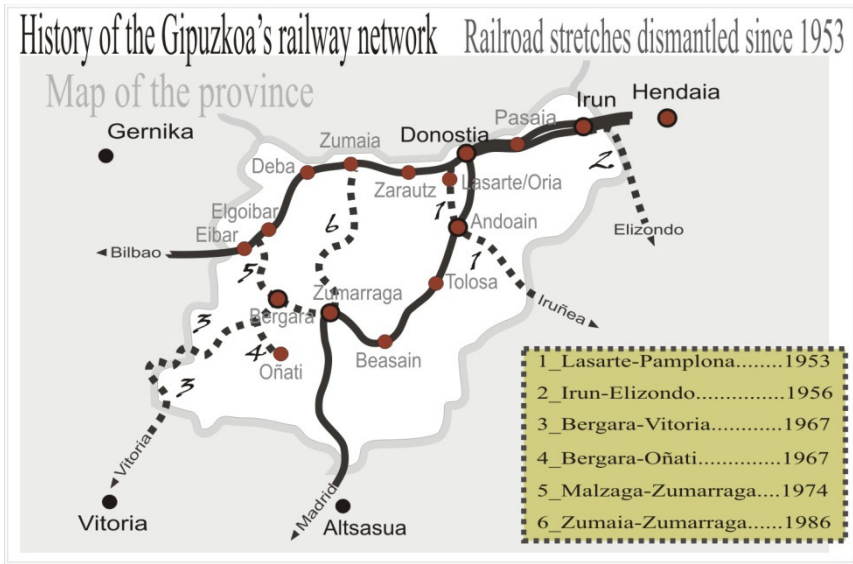 History of the Gipuzkoa's railway network Railroad stretches dismantled since 1953
Map of the province
Gernika
Donostia
Pasaia
Irun
Hendaia
Zumaia
Deba
Zarautz
Lasarte/Oria
2
Elgoibar
Eibar
6
1
Andoain
Elizondo
Bilbao
5
1
Tolosa
Zumarraga
Bergara
Iruñea
3
4
Oñati
Beasain
3
Vitoria
Vitoria
Madrid
Altsasua
1_Lasarte-Pamplona........1953
2_Irun-Elizondo..............1956
3_Bergara-Vitoria............1967
4_Bergara-Oñati..............1967
5_Malzaga-Zumarraga....1974
6_Zumaia-Zumarraga......1986